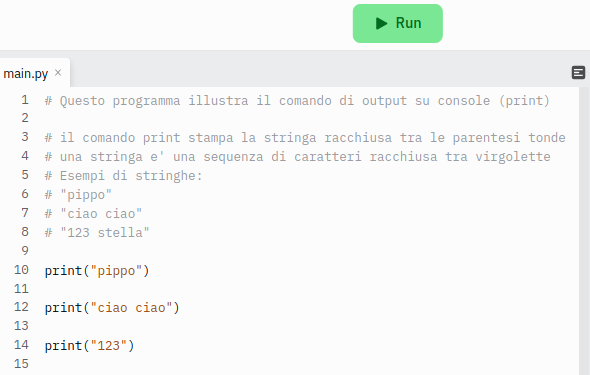 Run
main.py ×
1 # Questo programma illustra il comando di output su console (print)
2
3 # il comando print stampa la stringa racchiusa tra le parentesi tonde
4 # una stringa e' una sequenza di caratteri racchiusa tra virgolette
5 # Esempi di stringhe:
6 # "pippo"
7 # "ciao ciao"
8 # "123 stella"
9
10 print("pippo")
11
12 print("ciao ciao")
13
14 print("123")
15